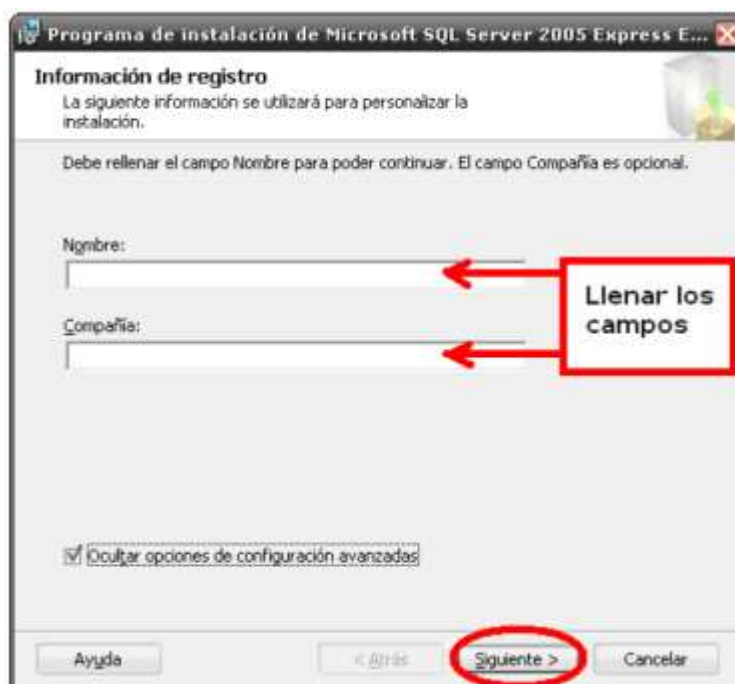 Programa de instalación de Microsoft SQL Server 2005 Express E...
Información de registro
La siguiente información se utilizará para personalizar la
instalación.
Debe rellenar el campo Nombre para poder continuar. El campo Compañía es opcional.
Nombre:
Llenar los
campos
Compañía:
Ocultar opciones de configuración avanzadas
Ayuda
< Atrás
Siguiente >
Cancelar